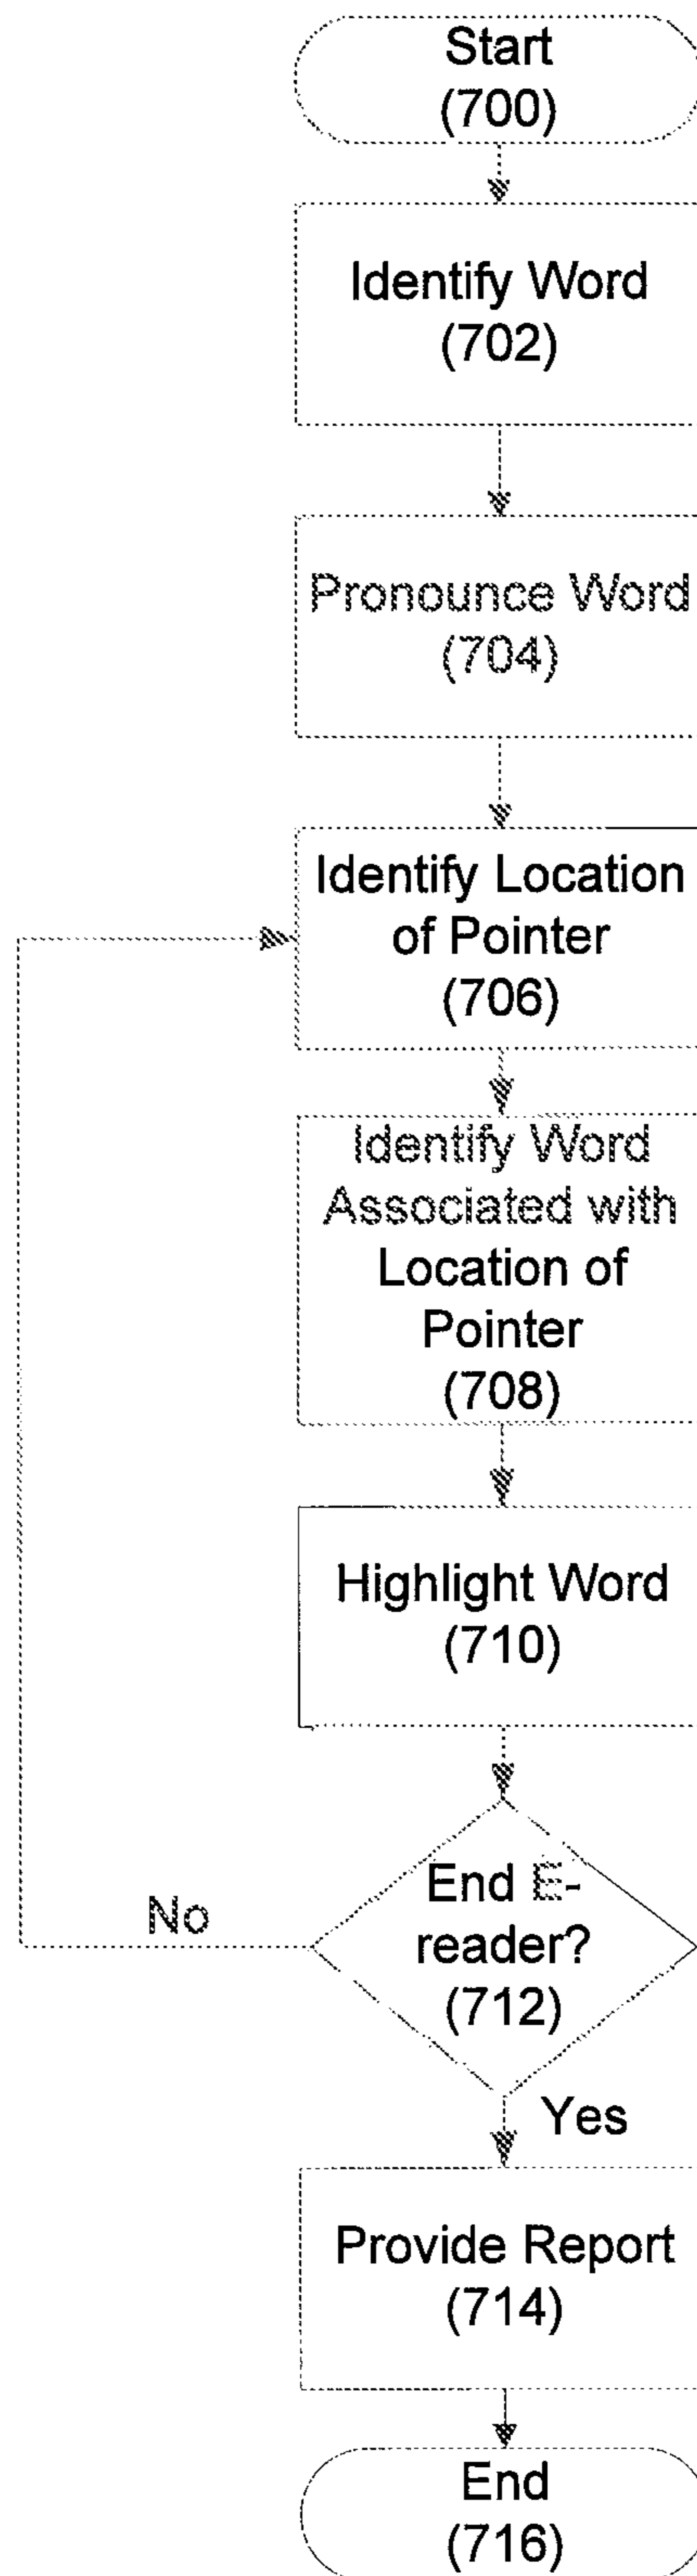 Start
(700)
Identify Word
(702)
Pronounce Word
(704)
Identify Location
of Pointer
(706)
Identify Word
Associated with
Location of
Pointer
(708)
Highlight Word
(710)
End E-
reader?
(712)
No
Yes
Provide Report
(714)
End
(716)